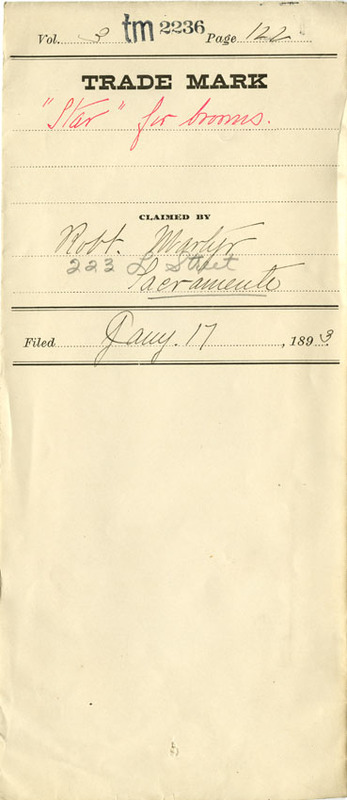 Vol. 3 tm 2236 Page 122
TRADE MARK
"Star" for brooms.
CLAIMED BY
Robt. Martyr
223 L Street
Sacramento
Filed Jany. 17, 1893